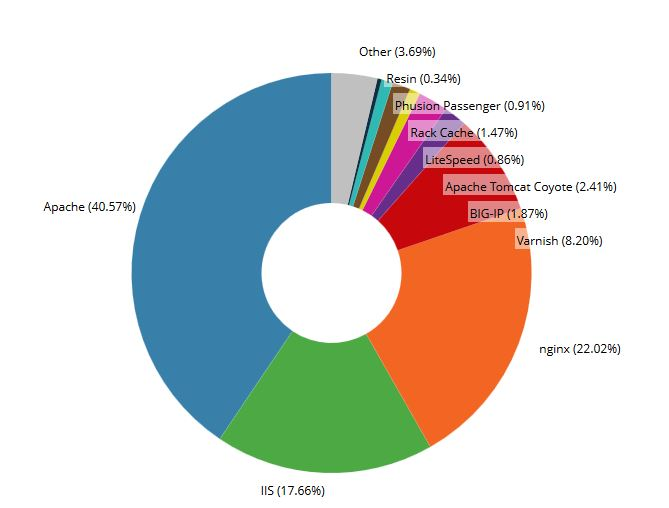 Other (3.69%)
Resin (0.34%)
Phusion Passenger (0.91%)
Rack Cache (1.47%)
LiteSpeed (0.86%)
Apache Tomcat Coyote (2.41%)
BIG-IP (1.87%)
Varnish (8.20%)
Apache (40.57%)
nginx (22.02%)
IIS (17.66%)